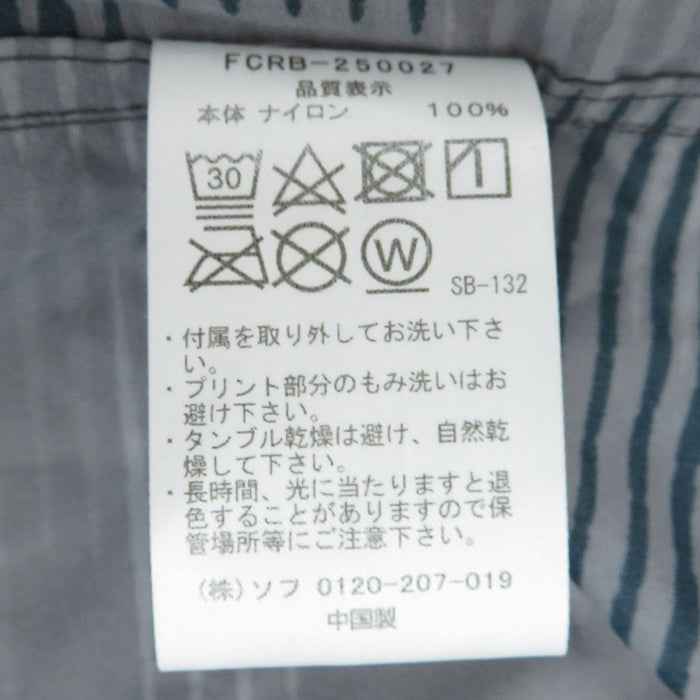 FCRB-250027
品質表示
本体 ナイロン 100%
30
W
SB-132
・付属を取り外してお洗い下さ
い。
・プリント部分のもみ洗いはお
避け下さい。
・タンブル乾燥は避け、自然乾
燥して下さい。
・長時間、光に当たりますと退
色することがありますので保
管場所等にご注意下さい。
(株)ソフ 0120-207-019
中国製